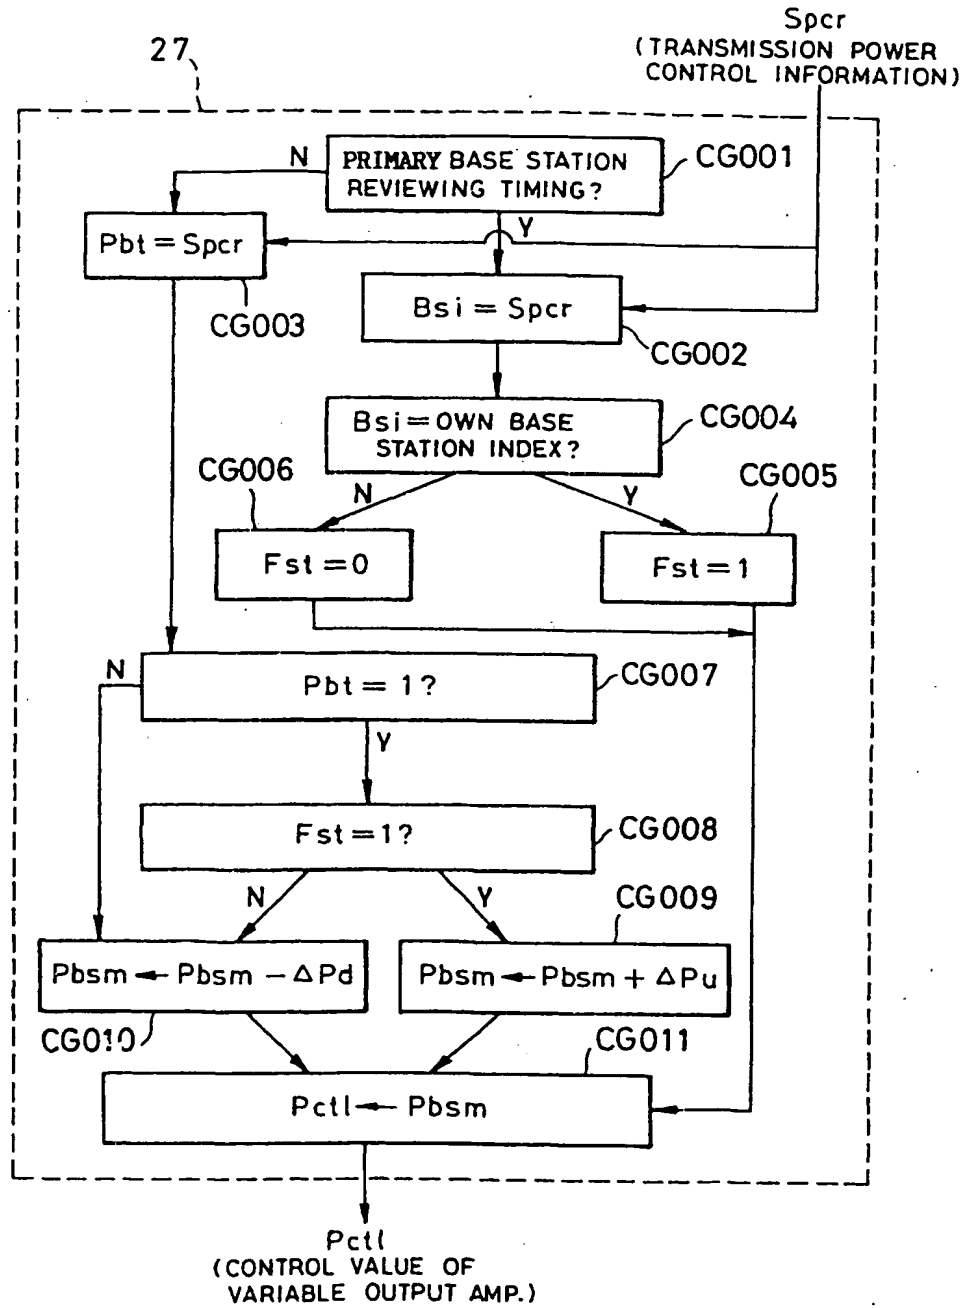 Spcr
(TRANSMISSION POWER
CONTROL INFORMATION)
27
PRIMARY BASE STATION
REVIEWING TIMING?
CG001
N
Y
Pbt = Spcr
CG003
Bsi = Spcr
CG002
Bsi = OWN BASE
STATION INDEX?
CG004
CG006
N
Y
CG005
Fst = 0
Fst = 1
N
Pbt = 1?
CG007
Y
Fst = 1?
CG008
N
Y
CG009
Pbsm ← Pbsm − ΔPd
Pbsm ← Pbsm + ΔPu
CG010
CG011
Pctl ← Pbsm
Pctl
(CONTROL VALUE OF
VARIABLE OUTPUT AMP.)